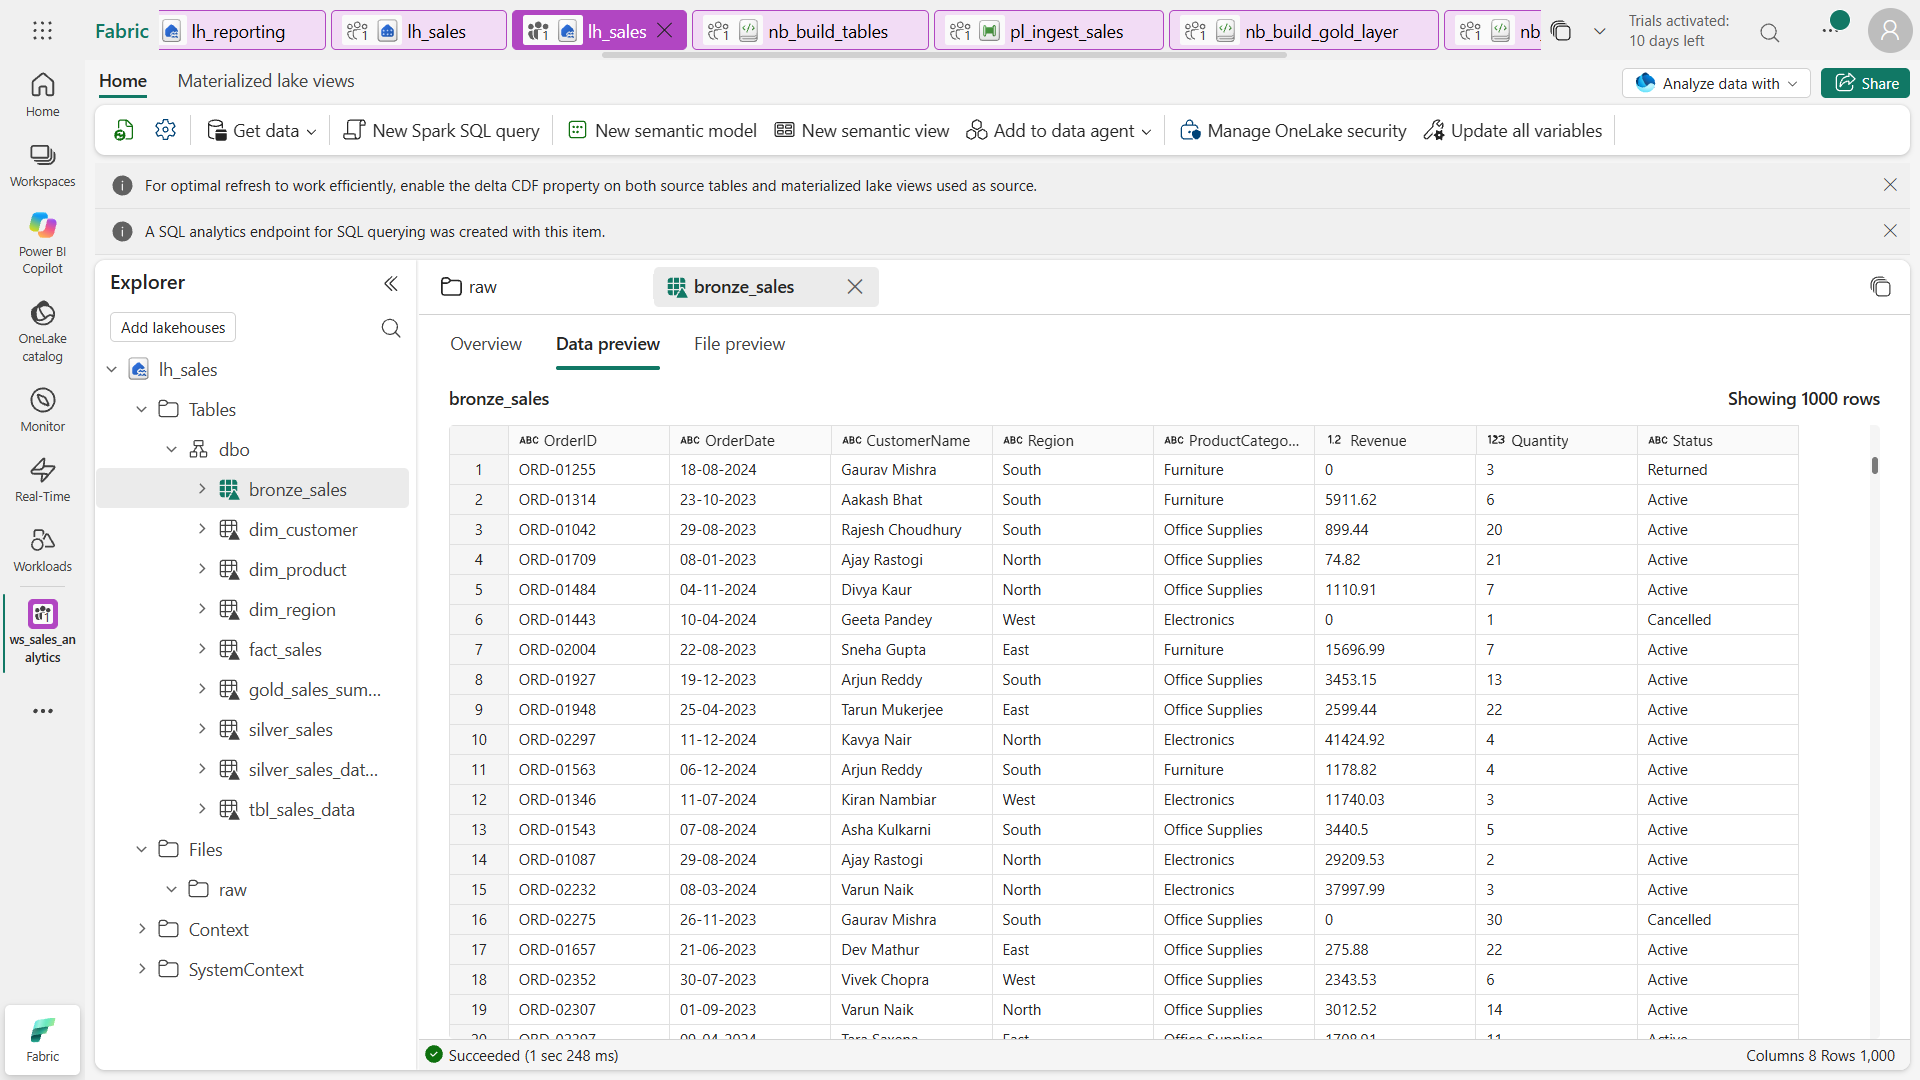 Fabric
lh_reporting
lh_sales
lh_sales
nb_build_tables
pl_ingest_sales
nb_build_gold_layer
nb
Trials activated:
10 days left
Home
Materialized lake views
Analyze data with
Share
Get data
New Spark SQL query
New semantic model
New semantic view
Add to data agent
Manage OneLake security
Update all variables
For optimal refresh to work efficiently, enable the delta CDF property on both source tables and materialized lake views used as source.
A SQL analytics endpoint for SQL querying was created with this item.
Home
Workspaces
Power BI
Copilot
OneLake
catalog
Monitor
Real-Time
Workloads
ws_sales_an
alytics
Fabric
Explorer
Add lakehouses
lh_sales
Tables
dbo
bronze_sales
dim_customer
dim_product
dim_region
fact_sales
gold_sales_sum...
silver_sales
silver_sales_dat...
tbl_sales_data
Files
raw
Context
SystemContext
raw
bronze_sales
Overview
Data preview
File preview
bronze_sales
Showing 1000 rows
ABC OrderID ABC OrderDate ABC CustomerName ABC Region ABC ProductCatego... 1.2 Revenue 123 Quantity ABC Status
1 ORD-01255 18-08-2024 Gaurav Mishra South Furniture 0 3 Returned
2 ORD-01314 23-10-2023 Aakash Bhat South Furniture 5911.62 6 Active
3 ORD-01042 29-08-2023 Rajesh Choudhury South Office Supplies 899.44 20 Active
4 ORD-01709 08-01-2023 Ajay Rastogi North Office Supplies 74.82 21 Active
5 ORD-01484 04-11-2024 Divya Kaur North Office Supplies 1110.91 7 Active
6 ORD-01443 10-04-2024 Geeta Pandey West Electronics 0 1 Cancelled
7 ORD-02004 22-08-2023 Sneha Gupta East Furniture 15696.99 7 Active
8 ORD-01927 19-12-2023 Arjun Reddy South Office Supplies 3453.15 13 Active
9 ORD-01948 25-04-2023 Tarun Mukerjee East Office Supplies 2599.44 22 Active
10 ORD-02297 11-12-2024 Kavya Nair North Electronics 41424.92 4 Active
11 ORD-01563 06-12-2024 Arjun Reddy South Furniture 1178.82 4 Active
12 ORD-01346 11-07-2024 Kiran Nambiar West Electronics 11740.03 3 Active
13 ORD-01543 07-08-2024 Asha Kulkarni South Office Supplies 3440.5 5 Active
14 ORD-01087 29-08-2024 Ajay Rastogi North Electronics 29209.53 2 Active
15 ORD-02232 08-03-2024 Varun Naik North Electronics 37997.99 3 Active
16 ORD-02275 26-11-2023 Gaurav Mishra South Office Supplies 0 30 Cancelled
17 ORD-01657 21-06-2023 Dev Mathur East Office Supplies 275.88 22 Active
18 ORD-02352 30-07-2023 Vivek Chopra West Office Supplies 2343.53 6 Active
19 ORD-02307 01-09-2023 Varun Naik North Office Supplies 3012.52 14 Active
Succeeded (1 sec 248 ms)
Columns 8 Rows 1,000